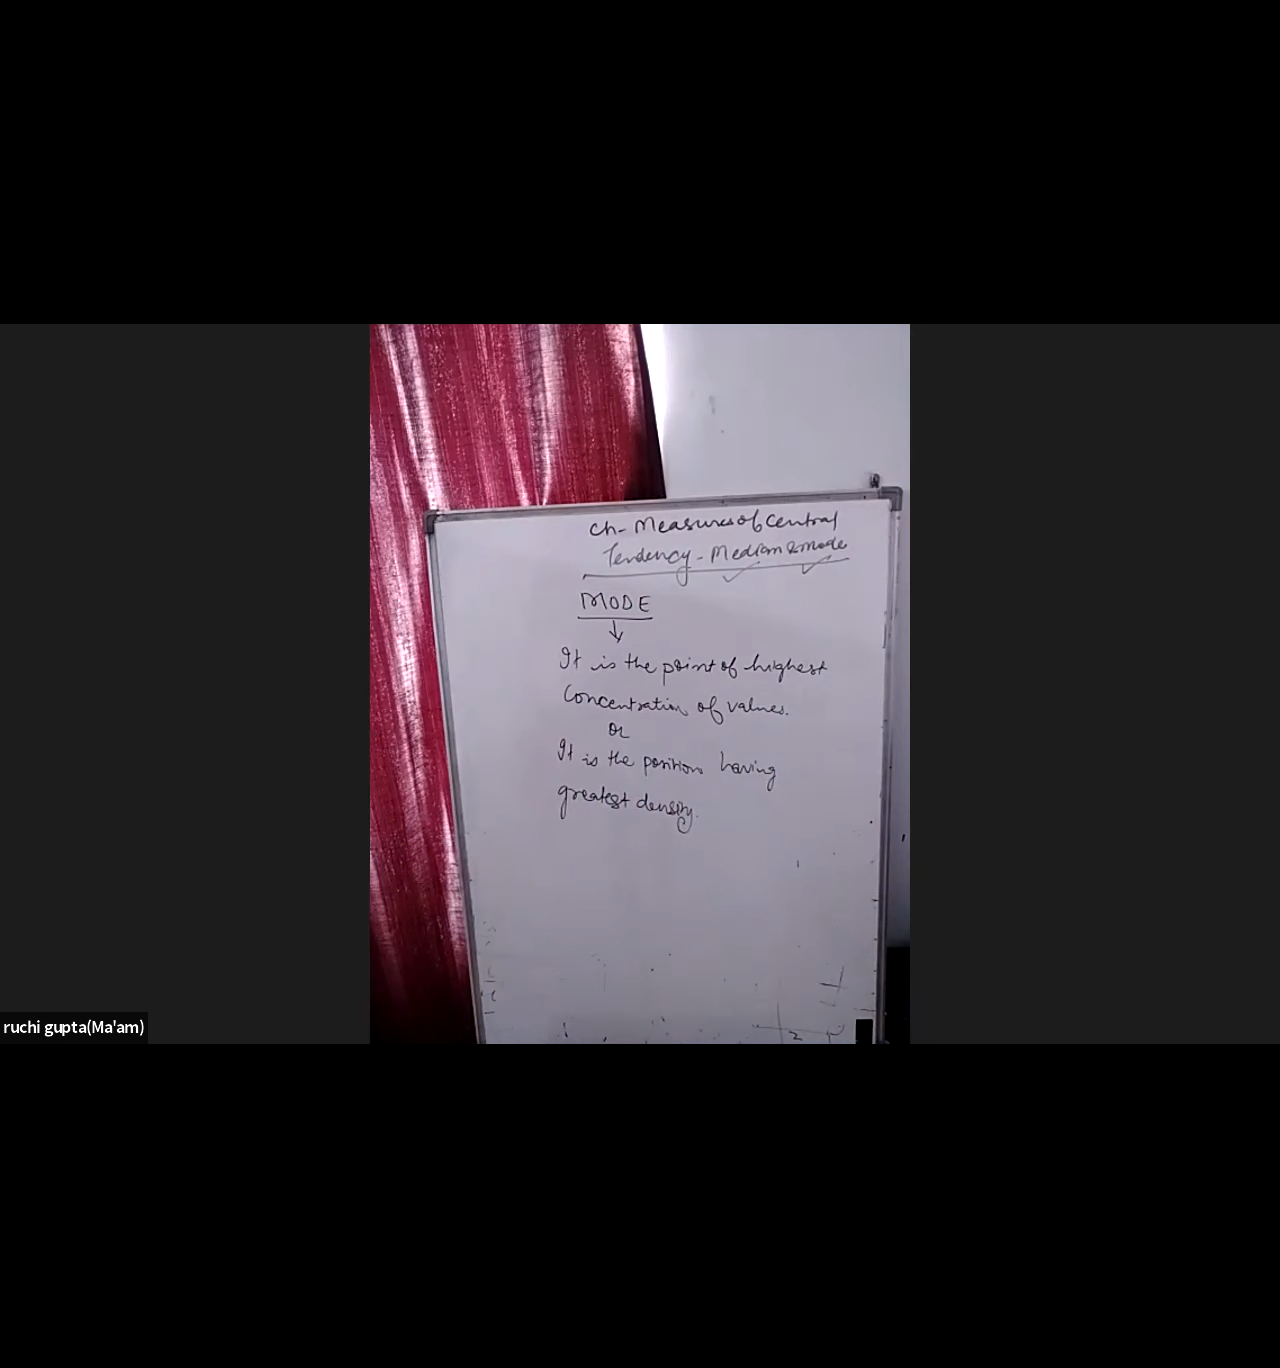 Ch- Measures of Central
Tendency - Median & Mode
MODE
It is the point of highest
Concentration of values.
or
It is the position having
greatest density.
ruchi gupta(Ma'am)